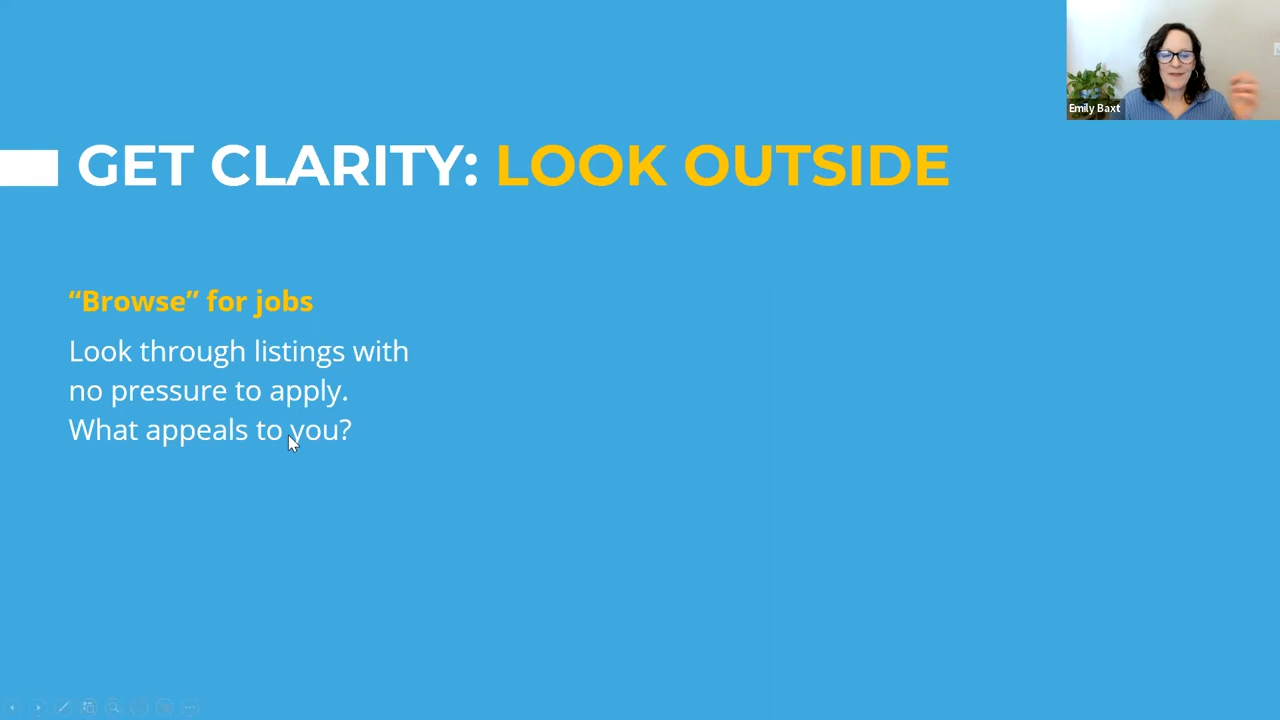 Emily Baxt
GET CLARITY: LOOK OUTSIDE
“Browse” for jobs
Look through listings with
no pressure to apply.
What appeals to you?